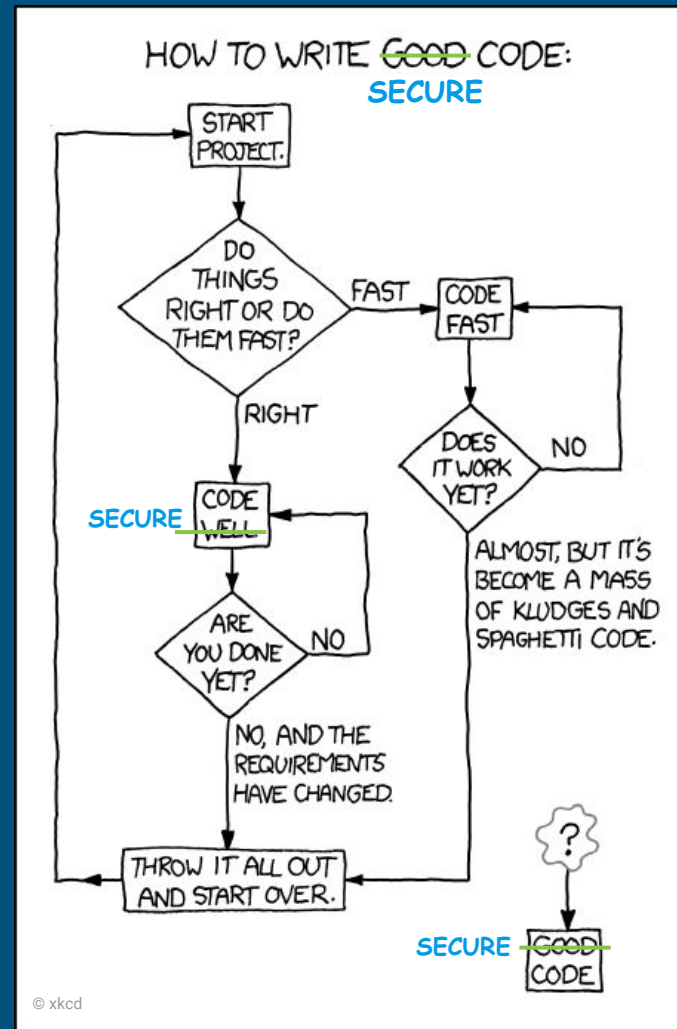 HOW TO WRITE GOOD CODE:
SECURE
START
PROJECT.
DO
THINGS
RIGHT OR DO
THEM FAST?
FAST
CODE
FAST
RIGHT
DOES
IT WORK
YET?
NO
SECURE
CODE
WELL
ALMOST, BUT IT'S
BECOME A MASS
OF KLUDGES AND
SPAGHETTI CODE.
ARE
YOU DONE
YET?
NO
NO, AND THE
REQUIREMENTS
HAVE CHANGED.
THROW IT ALL OUT
AND START OVER.
?
SECURE GOOD
CODE
© xkcd